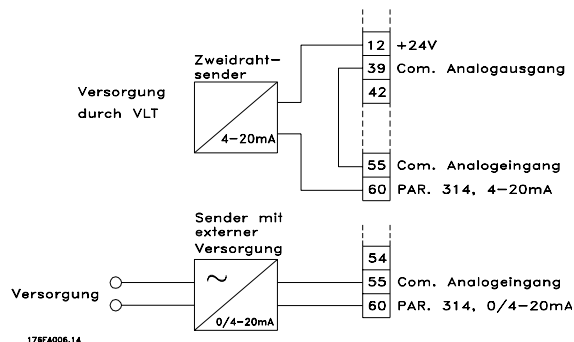 12 +24V
Zweidraht-
sender
39 Com. Analogausgang
Versorgung
durch VLT
42
4-20mA
55 Com. Analogeingang
60 PAR. 314, 4-20mA
Sender mit
externer
Versorgung
54
~
55 Com. Analogeingang
Versorgung
60 PAR. 314, 0/4-20mA
0/4-20mA
175FA006.14